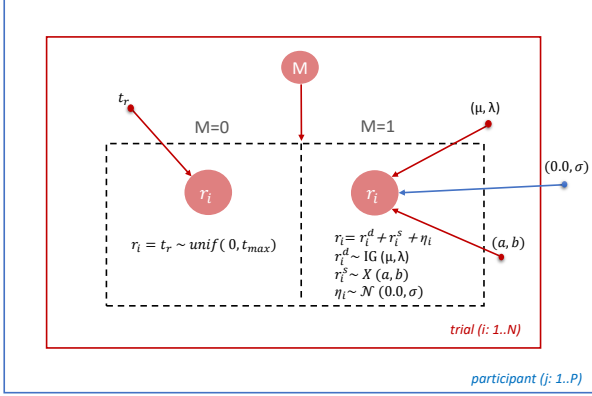 M
t_r
M=0
M=1
(μ, λ)
(0.0, σ)
r_i
r_i
r_i = t_r ~ unif( 0, t_max)
r_i= r_i^d + r_i^s + η_i
r_i^d ~ IG (μ, λ)
r_i^s ~ X (a, b)
η_i ~ 𝒩 (0.0, σ)
(a, b)
trial (i: 1..N)
participant (j: 1..P)